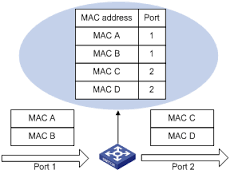 MAC address Port
MAC A 1
MAC B 1
MAC C 2
MAC D 2
MAC A
MAC B
MAC C
MAC D
Port 1
Port 2